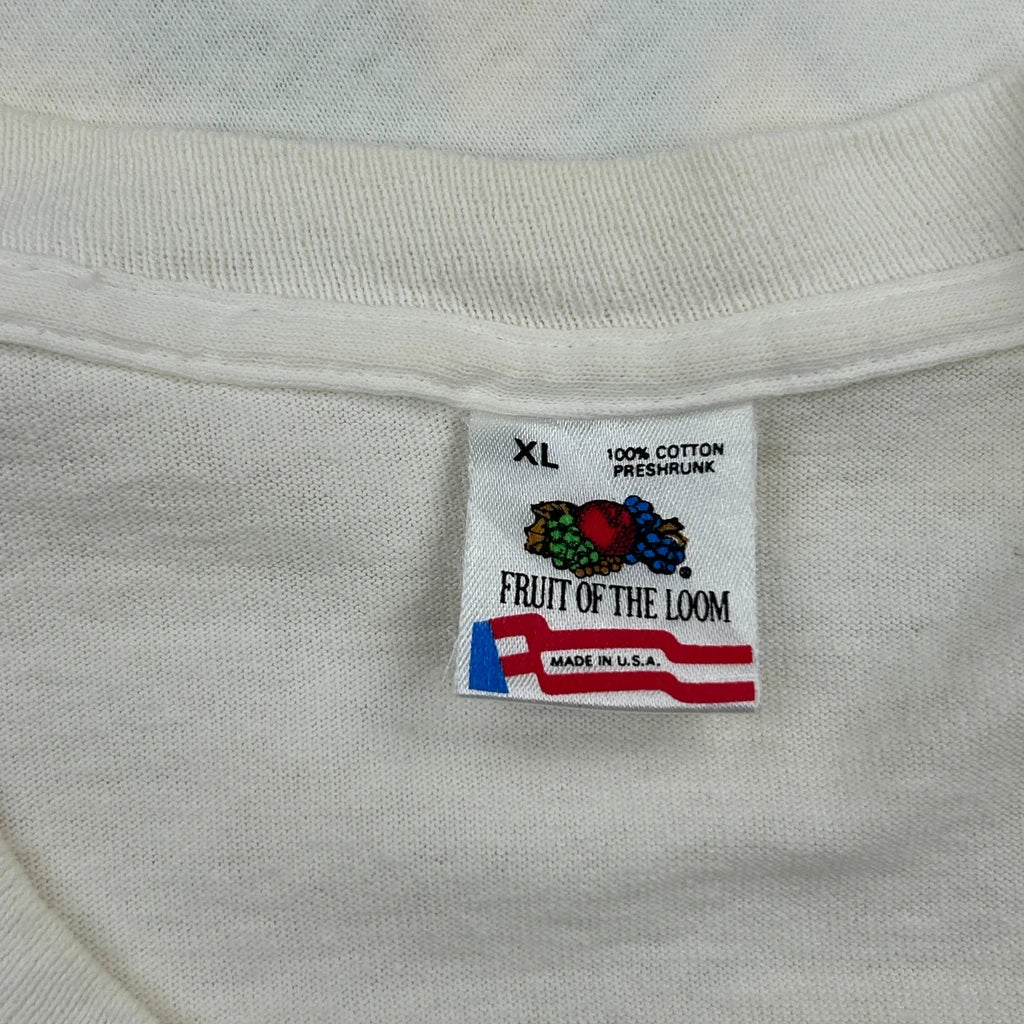 XL
100% COTTON
PRESHRUNK
FRUIT OF THE LOOM
MADE IN U.S.A.